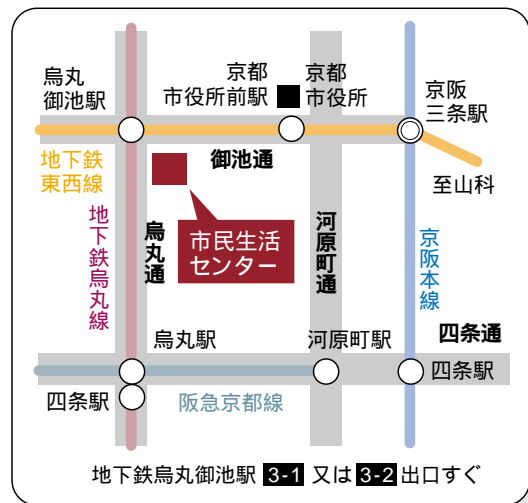 烏丸
御池駅
京都
市役所前駅
京都
市役所
京阪
三条駅
地下鉄
東西線
御池通
至山科
市民生活
センター
地下鉄烏丸線
烏丸通
河原町通
京阪本線
四条通
烏丸駅
河原町駅
四条駅
四条駅
阪急京都線
地下鉄烏丸御池駅 3-1 又は 3-2 出口すぐ